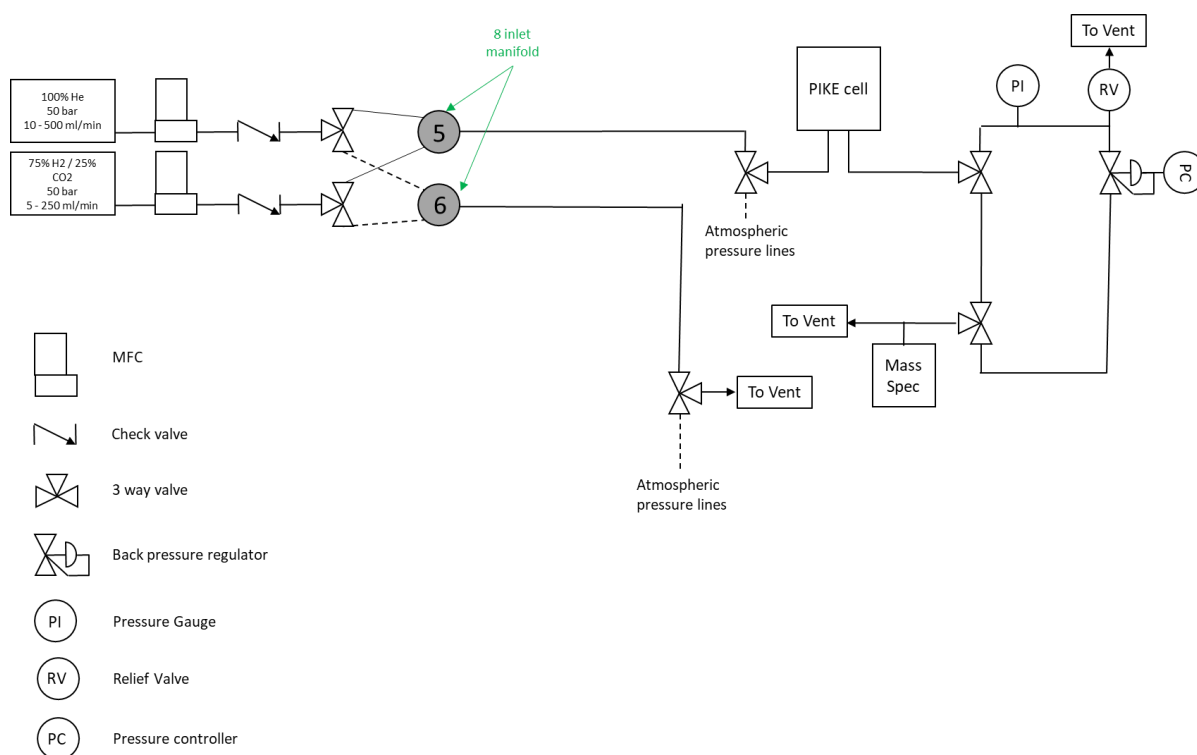 8 inlet
manifold
To Vent
100% He
50 bar
10 - 500 ml/min
PIKE cell
PI
RV
5
PC
75% H2 / 25%
CO2
50 bar
5 - 250 ml/min
6
Atmospheric
pressure lines
To Vent
Mass
Spec
To Vent
Atmospheric
pressure lines
MFC
Check valve
3 way valve
Back pressure regulator
PI
Pressure Gauge
RV
Relief Valve
PC
Pressure controller